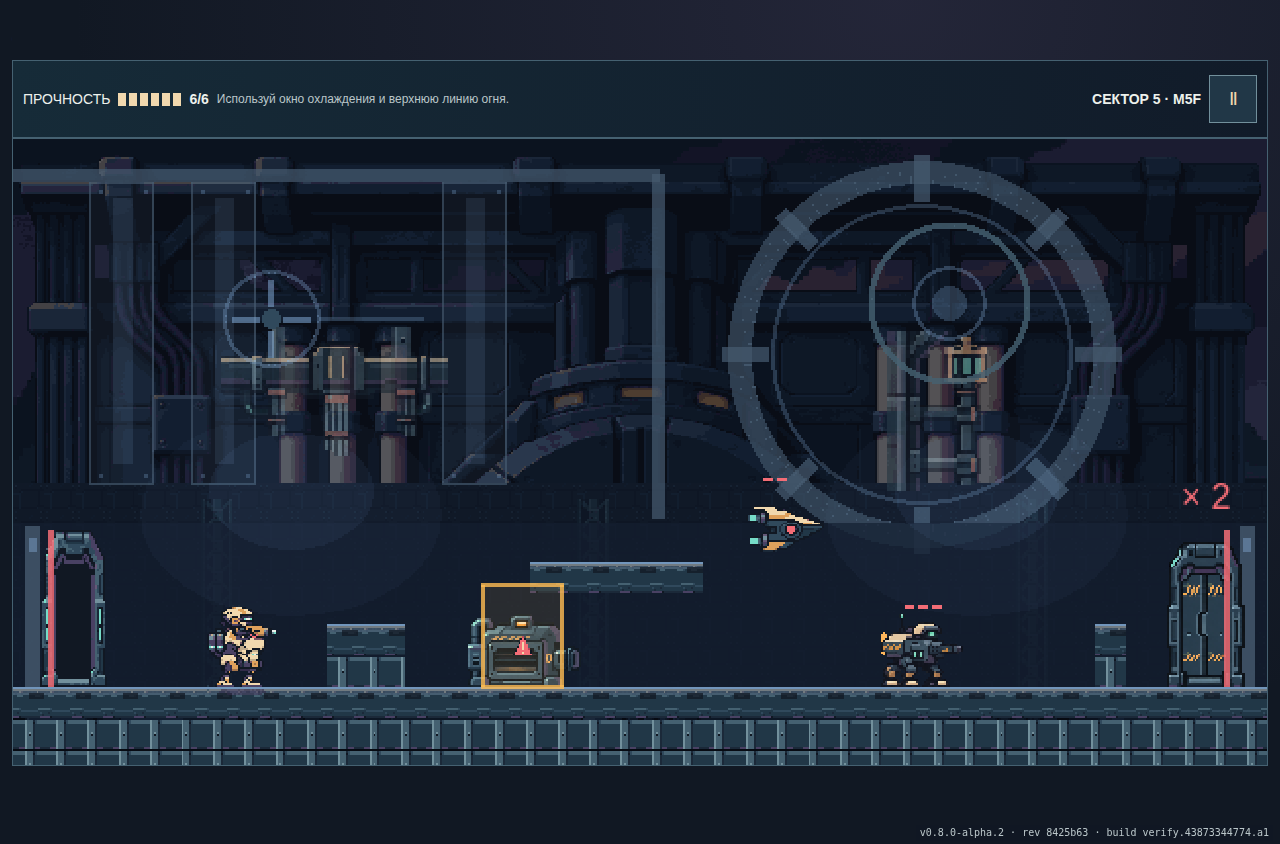 ПРОЧНОСТЬ 6/6 Используй окно охлаждения и верхнюю линию огня.
СЕКТОР 5 · M5F
II
× 2
v0.8.0-alpha.2 · rev 8425b63 · build verify.43873344774.a1